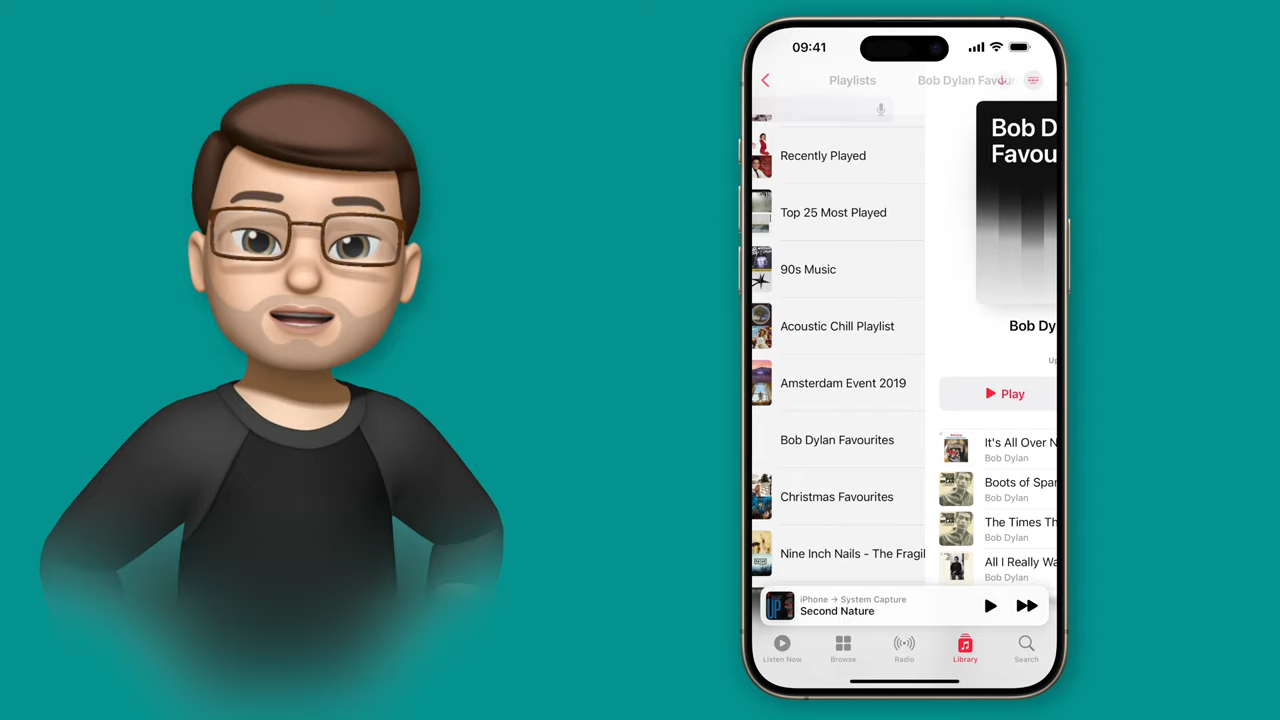 09:41
Playlists
Bob Dylan Favour
Recently Played
Top 25 Most Played
90s Music
Acoustic Chill Playlist
Amsterdam Event 2019
Bob Dylan Favourites
Christmas Favourites
Nine Inch Nails - The Fragil
Bob D
Favou
Bob Dy
Up
Play
It's All Over N
Bob Dylan
Boots of Spa
Bob Dylan
The Times Th
Bob Dylan
All I Really Wa
Bob Dylan
UP
iPhone → System Capture
Second Nature
Listen Now
Browse
Radio
Library
Search